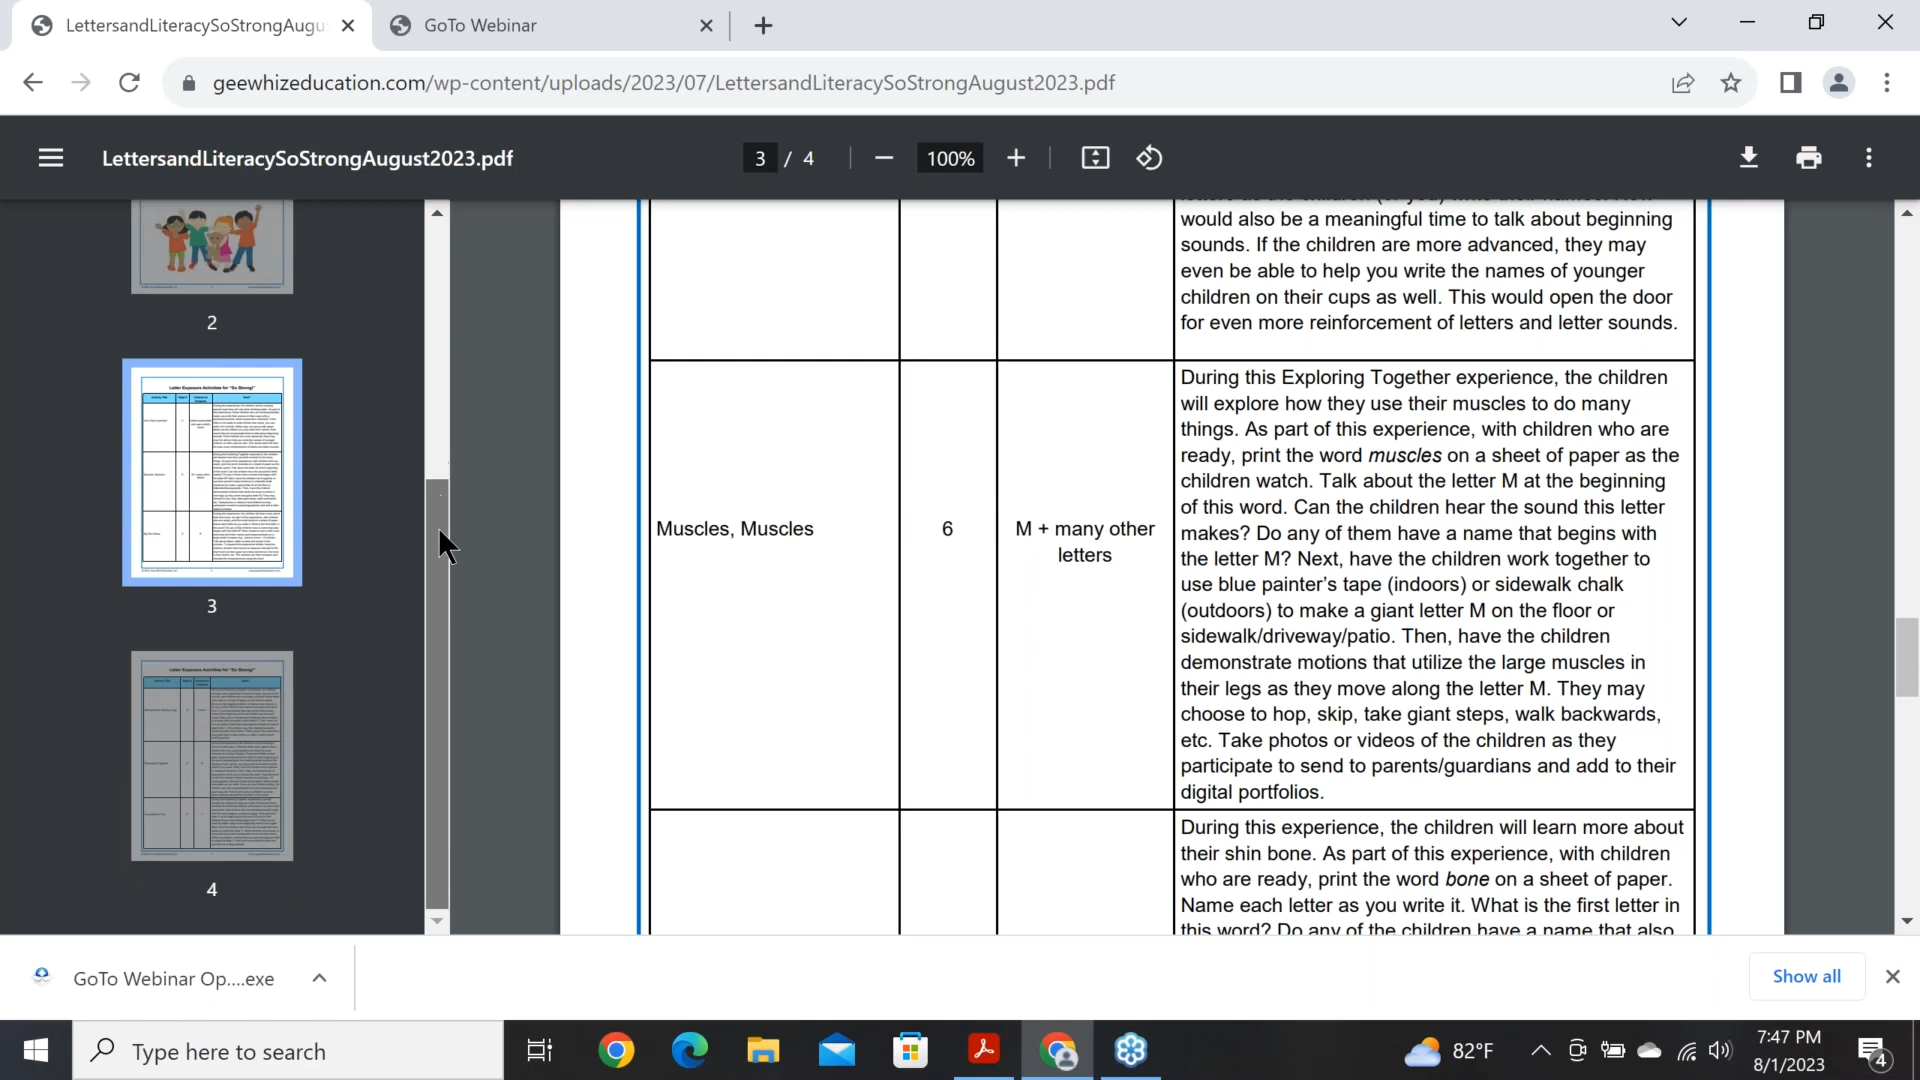 LettersandLiteracySoStrongAugu
GoTo Webinar
geewhizeducation.com/wp-content/uploads/2023/07/LettersandLiteracySoStrongAugust2023.pdf
LettersandLiteracySoStrongAugust2023.pdf
3 / 4
100%
2
3
4
would also be a meaningful time to talk about beginning
sounds. If the children are more advanced, they may
even be able to help you write the names of younger
children on their cups as well. This would open the door
for even more reinforcement of letters and letter sounds.
Muscles, Muscles
6
M + many other
letters
During this Exploring Together experience, the children
will explore how they use their muscles to do many
things. As part of this experience, with children who are
ready, print the word muscles on a sheet of paper as the
children watch. Talk about the letter M at the beginning
of this word. Can the children hear the sound this letter
makes? Do any of them have a name that begins with
the letter M? Next, have the children work together to
use blue painter's tape (indoors) or sidewalk chalk
(outdoors) to make a giant letter M on the floor or
sidewalk/driveway/patio. Then, have the children
demonstrate motions that utilize the large muscles in
their legs as they move along the letter M. They may
choose to hop, skip, take giant steps, walk backwards,
etc. Take photos or videos of the children as they
participate to send to parents/guardians and add to their
digital portfolios.
During this experience, the children will learn more about
their shin bone. As part of this experience, with children
who are ready, print the word bone on a sheet of paper.
Name each letter as you write it. What is the first letter in
this word? Do any of the children have a name that also
GoTo Webinar Op....exe
Show all
Type here to search
82°F
7:47 PM
8/1/2023
4